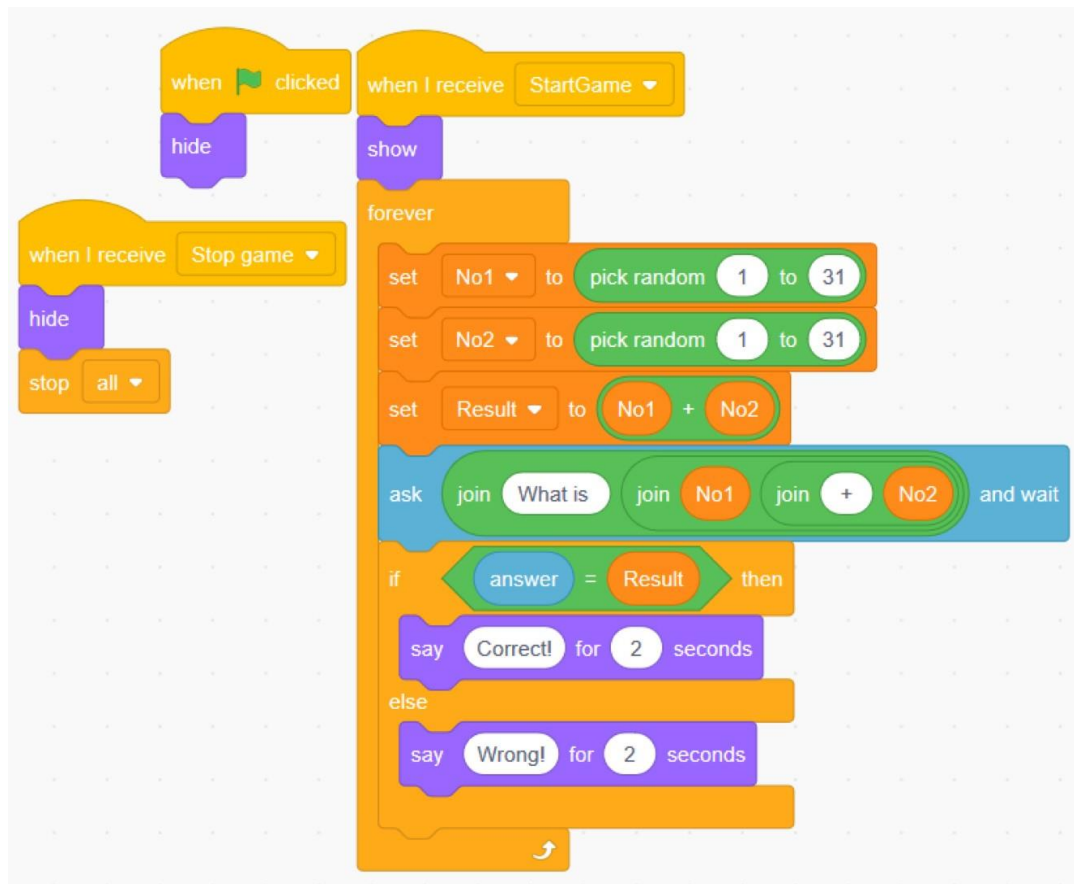 when clicked
hide
when I receive Stop game
hide
stop all
when I receive StartGame
show
forever
set No1 to pick random 1 to 31
set No2 to pick random 1 to 31
set Result to No1 + No2
ask join What is join No1 join + No2 and wait
if answer = Result then
say Correct! for 2 seconds
else
say Wrong! for 2 seconds